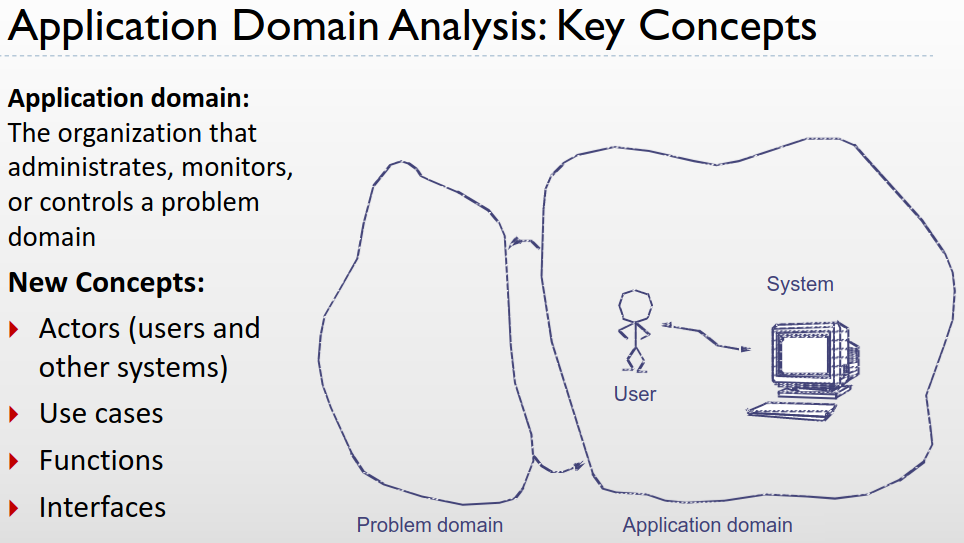 Application Domain Analysis: Key Concepts
Application domain:
The organization that
administrates, monitors,
or controls a problem
domain
New Concepts:
Actors (users and
other systems)
Use cases
Functions
Interfaces
System
User
Problem domain
Application domain